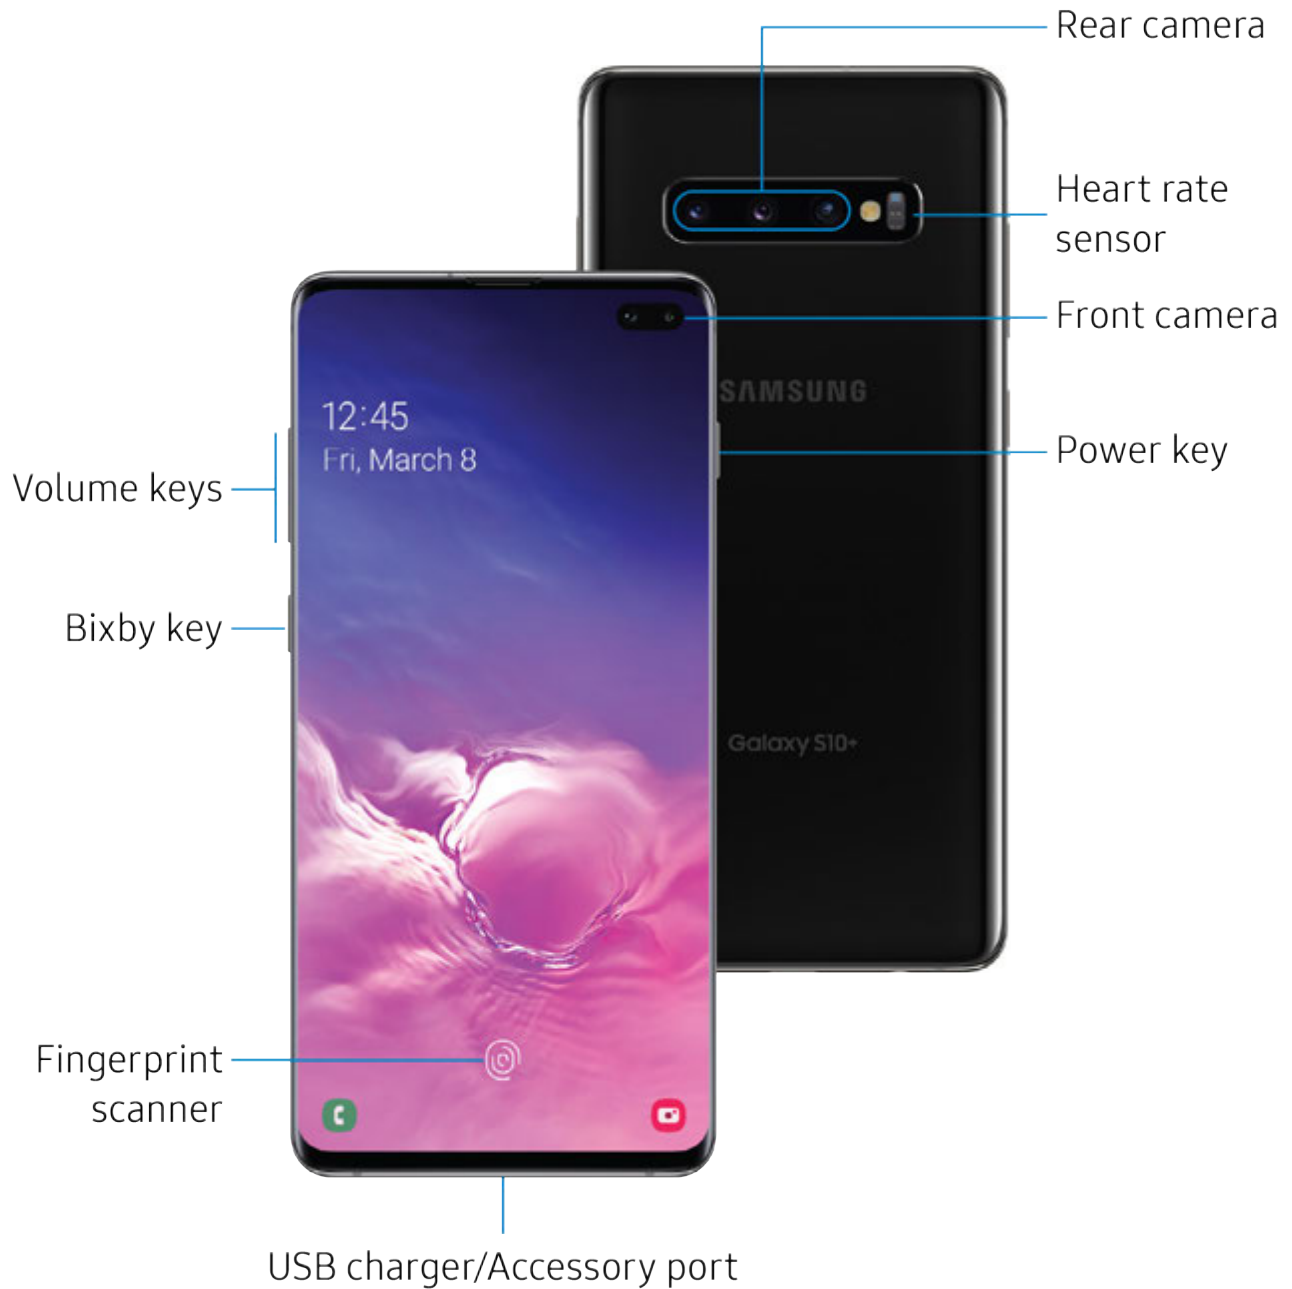 Rear camera
Heart rate
sensor
Front camera
SAMSUNG
12:45
Fri, March 8
Power key
Volume keys
Bixby key
Galaxy S10+
Fingerprint
scanner
USB charger/Accessory port